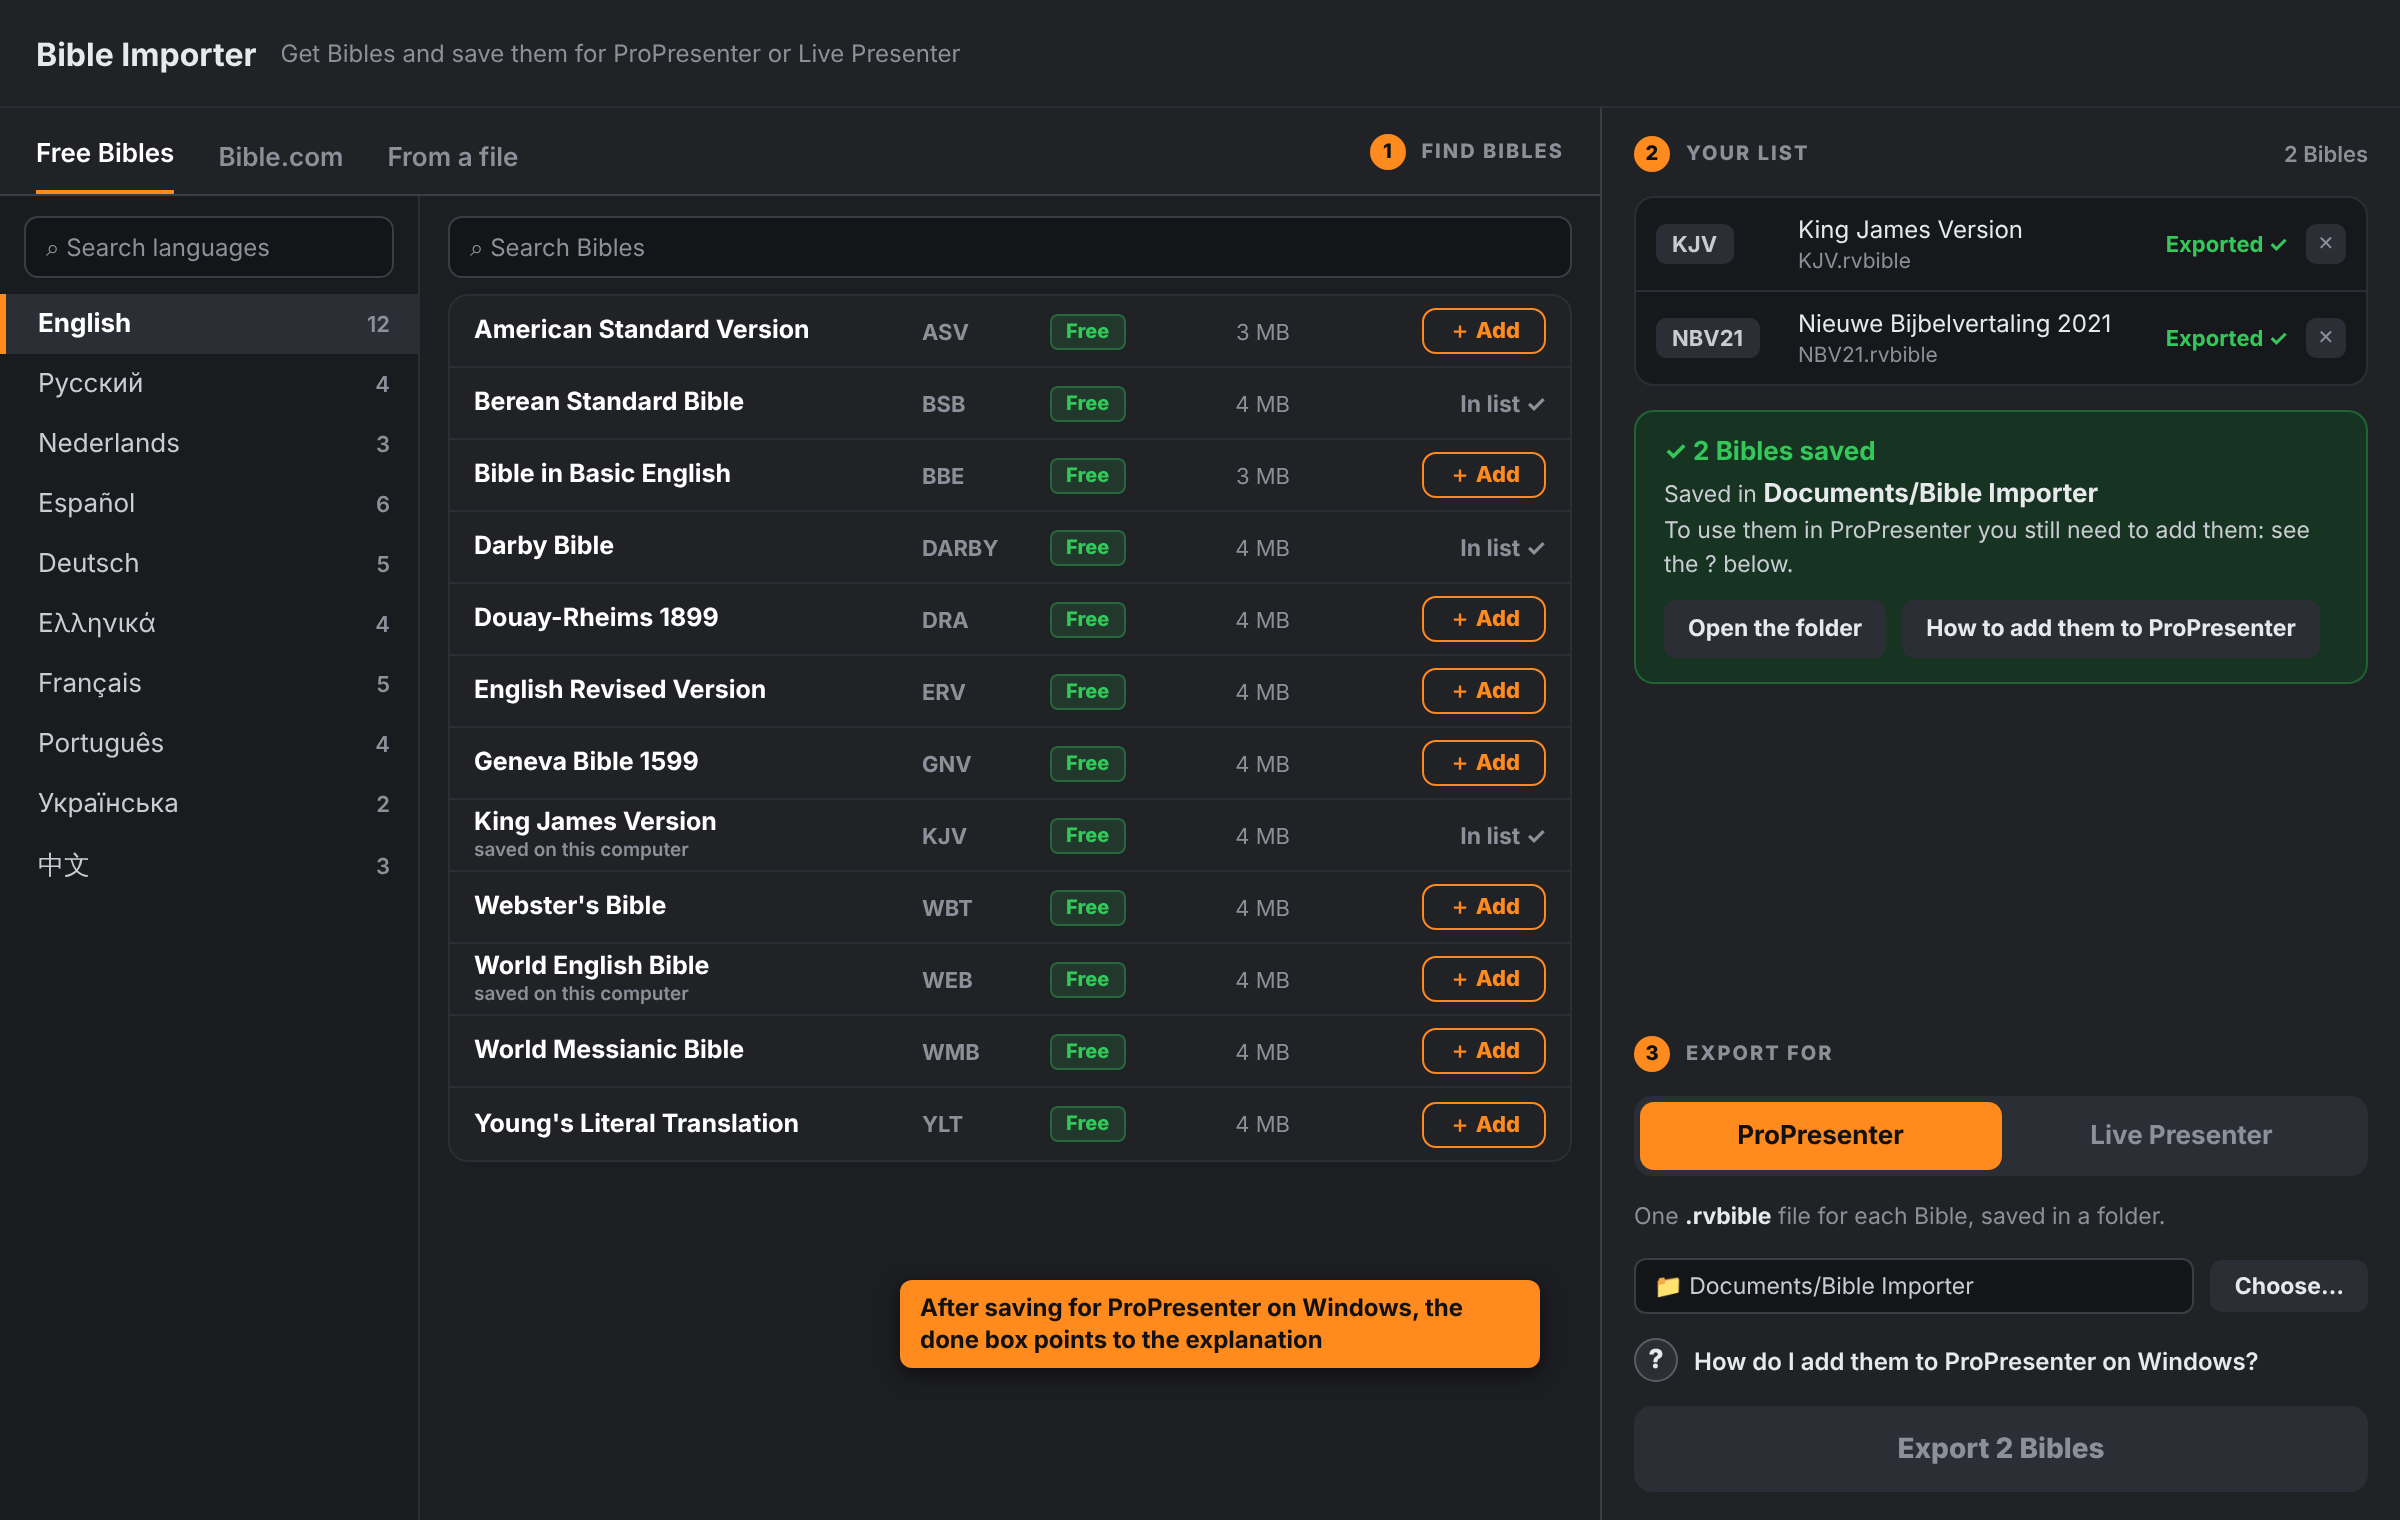 Bible Importer Get Bibles and save them for ProPresenter or Live Presenter
Free Bibles Bible.com From a file
1 FIND BIBLES
Search languages
English 12
Русский 4
Nederlands 3
Español 6
Deutsch 5
Ελληνικά 4
Français 5
Português 4
Українська 2
中文 3
Search Bibles
American Standard Version ASV Free 3 MB + Add
Berean Standard Bible BSB Free 4 MB In list ✓
Bible in Basic English BBE Free 3 MB + Add
Darby Bible DARBY Free 4 MB In list ✓
Douay-Rheims 1899 DRA Free 4 MB + Add
English Revised Version ERV Free 4 MB + Add
Geneva Bible 1599 GNV Free 4 MB + Add
King James Version KJV Free 4 MB In list ✓
saved on this computer
Webster's Bible WBT Free 4 MB + Add
World English Bible WEB Free 4 MB + Add
saved on this computer
World Messianic Bible WMB Free 4 MB + Add
Young's Literal Translation YLT Free 4 MB + Add
After saving for ProPresenter on Windows, the
done box points to the explanation
2 YOUR LIST 2 Bibles
KJV King James Version Exported ✓ ×
KJV.rvbible
NBV21 Nieuwe Bijbelvertaling 2021 Exported ✓ ×
NBV21.rvbible
✓ 2 Bibles saved
Saved in Documents/Bible Importer
To use them in ProPresenter you still need to add them: see
the ? below.
Open the folder How to add them to ProPresenter
3 EXPORT FOR
ProPresenter Live Presenter
One .rvbible file for each Bible, saved in a folder.
Documents/Bible Importer Choose...
? How do I add them to ProPresenter on Windows?
Export 2 Bibles